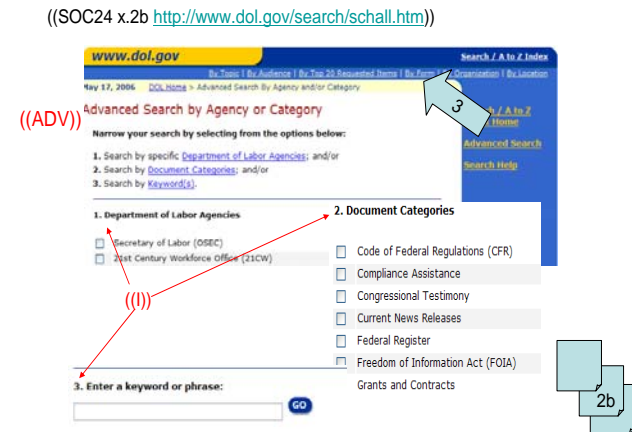 ((SOC24 x.2b http://www.dol.gov/search/schall.htm))
www.dol.gov
Search / A to Z Index
By Topic | By Audience | By Top 20 Requested Items | By Form | By Organization | By Location
May 17, 2006 DOL Home > Advanced Search By Agency and/or Category
Advanced Search by Agency or Category
((ADV))
3
Search / A to Z
Home
Narrow your search by selecting from the options below:
Advanced Search
1. Search by specific Department of Labor Agencies; and/or
2. Search by Document Categories; and/or
Search Help
3. Search by Keyword(s).
1. Department of Labor Agencies
Secretary of Labor (OSEC)
21st Century Workforce Office (21CW)
((I))
2. Document Categories
Code of Federal Regulations (CFR)
Compliance Assistance
Congressional Testimony
Current News Releases
Federal Register
Freedom of Information Act (FOIA)
Grants and Contracts
3. Enter a keyword or phrase:
GO
2b